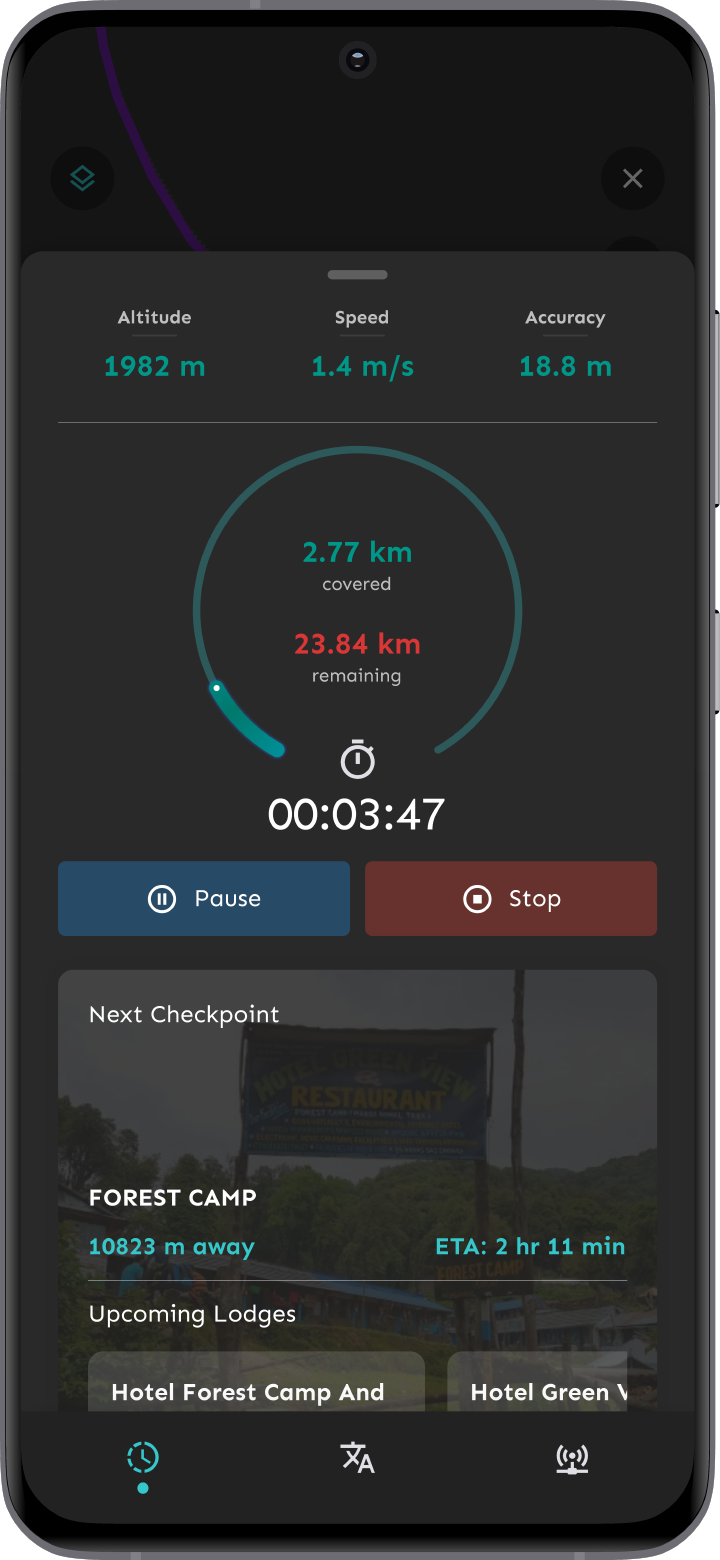 Altitude
Speed
Accuracy
1982 m
1.4 m/s
18.8 m
2.77 km
covered
23.84 km
remaining
00:03:47
Pause
Stop
Next Checkpoint
HOTEL GREEN VIEW
RESTAURANT
FOREST CAMP
10823 m away
ETA: 2 hr 11 min
FOREST CAMP
Upcoming Lodges
Hotel Forest Camp And
Hotel Green